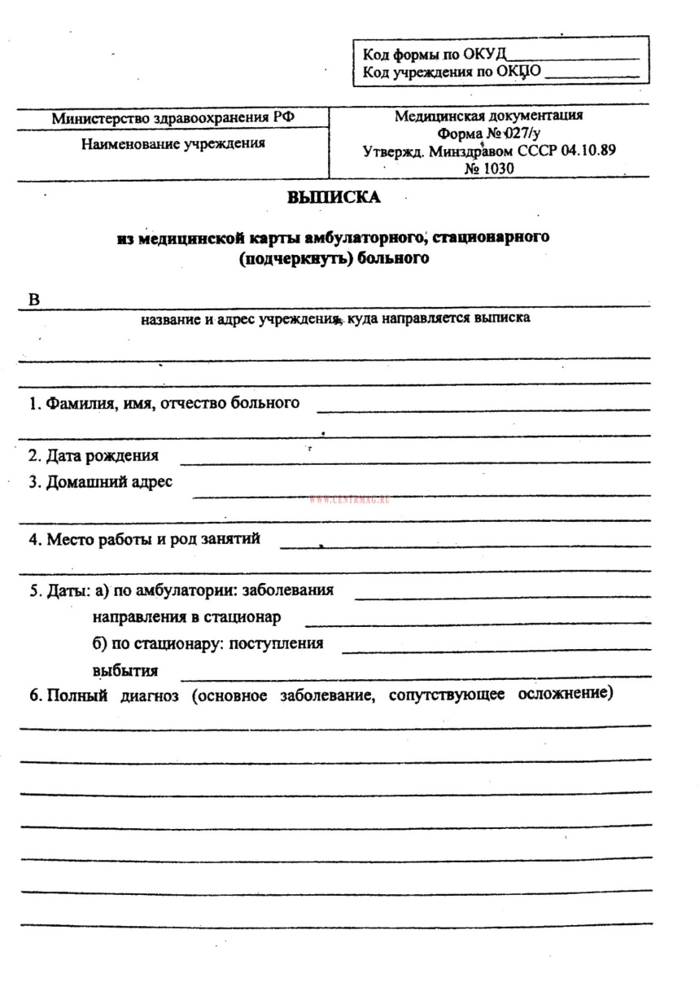 Код формы по ОКУД
Код учреждения по ОКПО
Министерство здравоохранения РФ
Наименование учреждения
Медицинская документация
Форма № 027/у
Утвержд. Минздравом СССР 04.10.89
№ 1030
ВЫПИСКА
из медицинской карты амбулаторного, стационарного
(подчеркнуть) больного
В
название и адрес учреждения, куда направляется выписка
1. Фамилия, имя, отчество больного
2. Дата рождения
3. Домашний адрес
WWW.CENTRMAG.RU
4. Место работы и род занятий
5. Даты: а) по амбулатории: заболевания
направления в стационар
б) по стационару: поступления
выбытия
6. Полный диагноз (основное заболевание, сопутствующее осложнение)